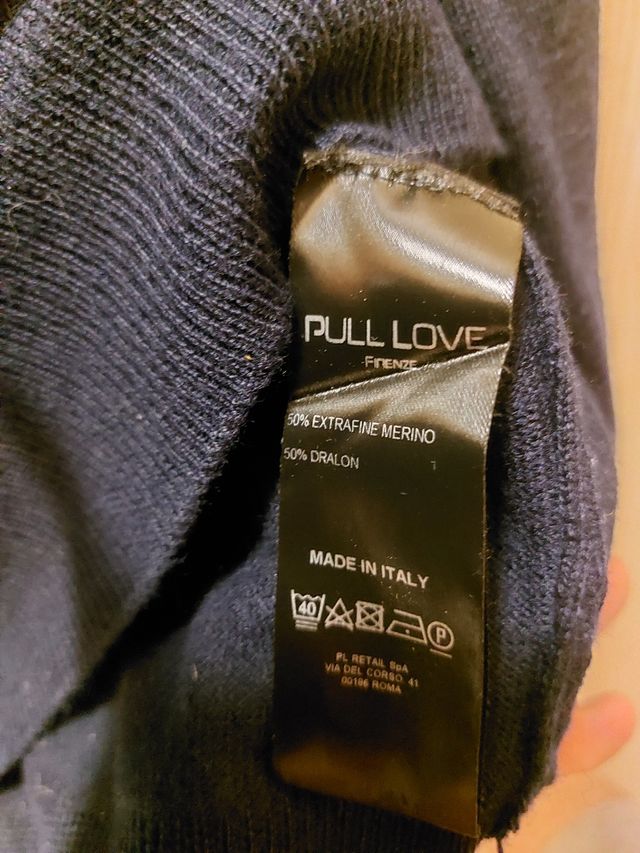 PULL LOVE
FIRENZE
50% EXTRAFINE MERINO
50% DRALON
MADE IN ITALY
40 P
PL RETAIL SpA
VIA DEL CORSO 41
00186 ROMA